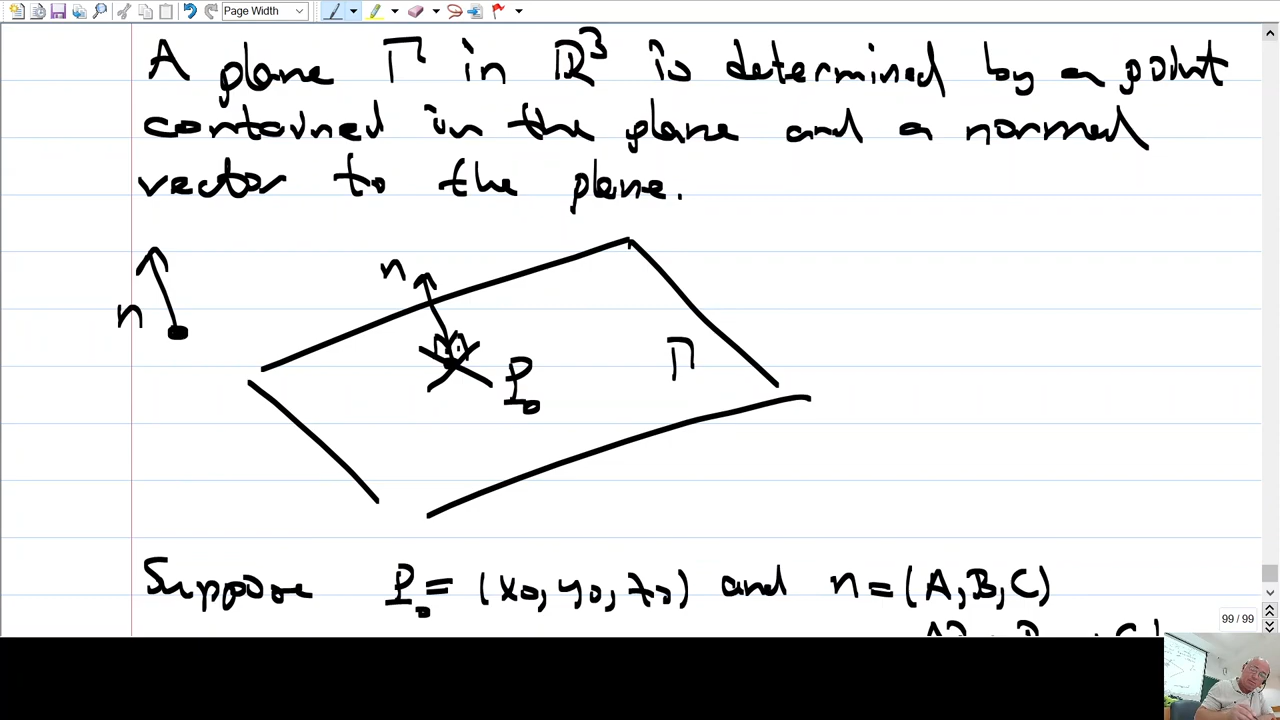 Page Width
A plane Π in ℝ³ is determined by a point
contained in the plane and a normal
vector to the plane.
n
n
P₀
Π
Suppose P₀ = (x₀, y₀, z₀) and n = (A, B, C)
99 / 99